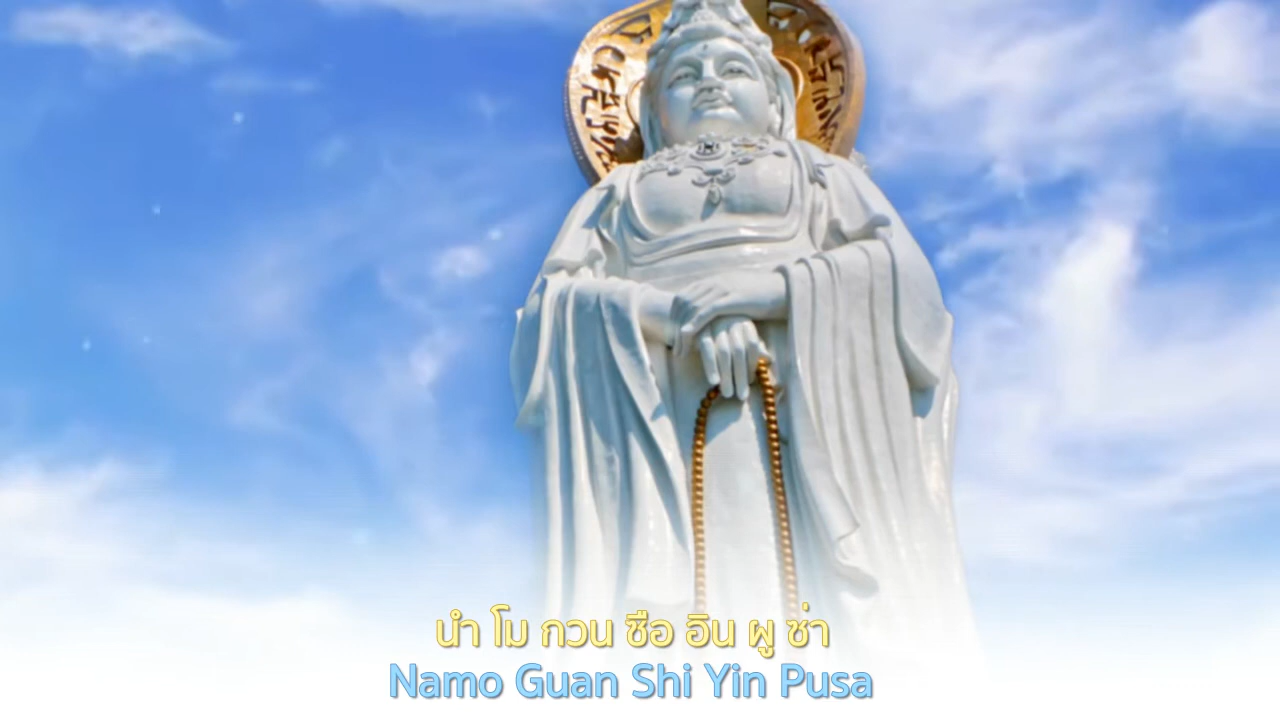 นำ โม กวน ซือ อิน ผู ซ่า
Namo Guan Shi Yin Pusa